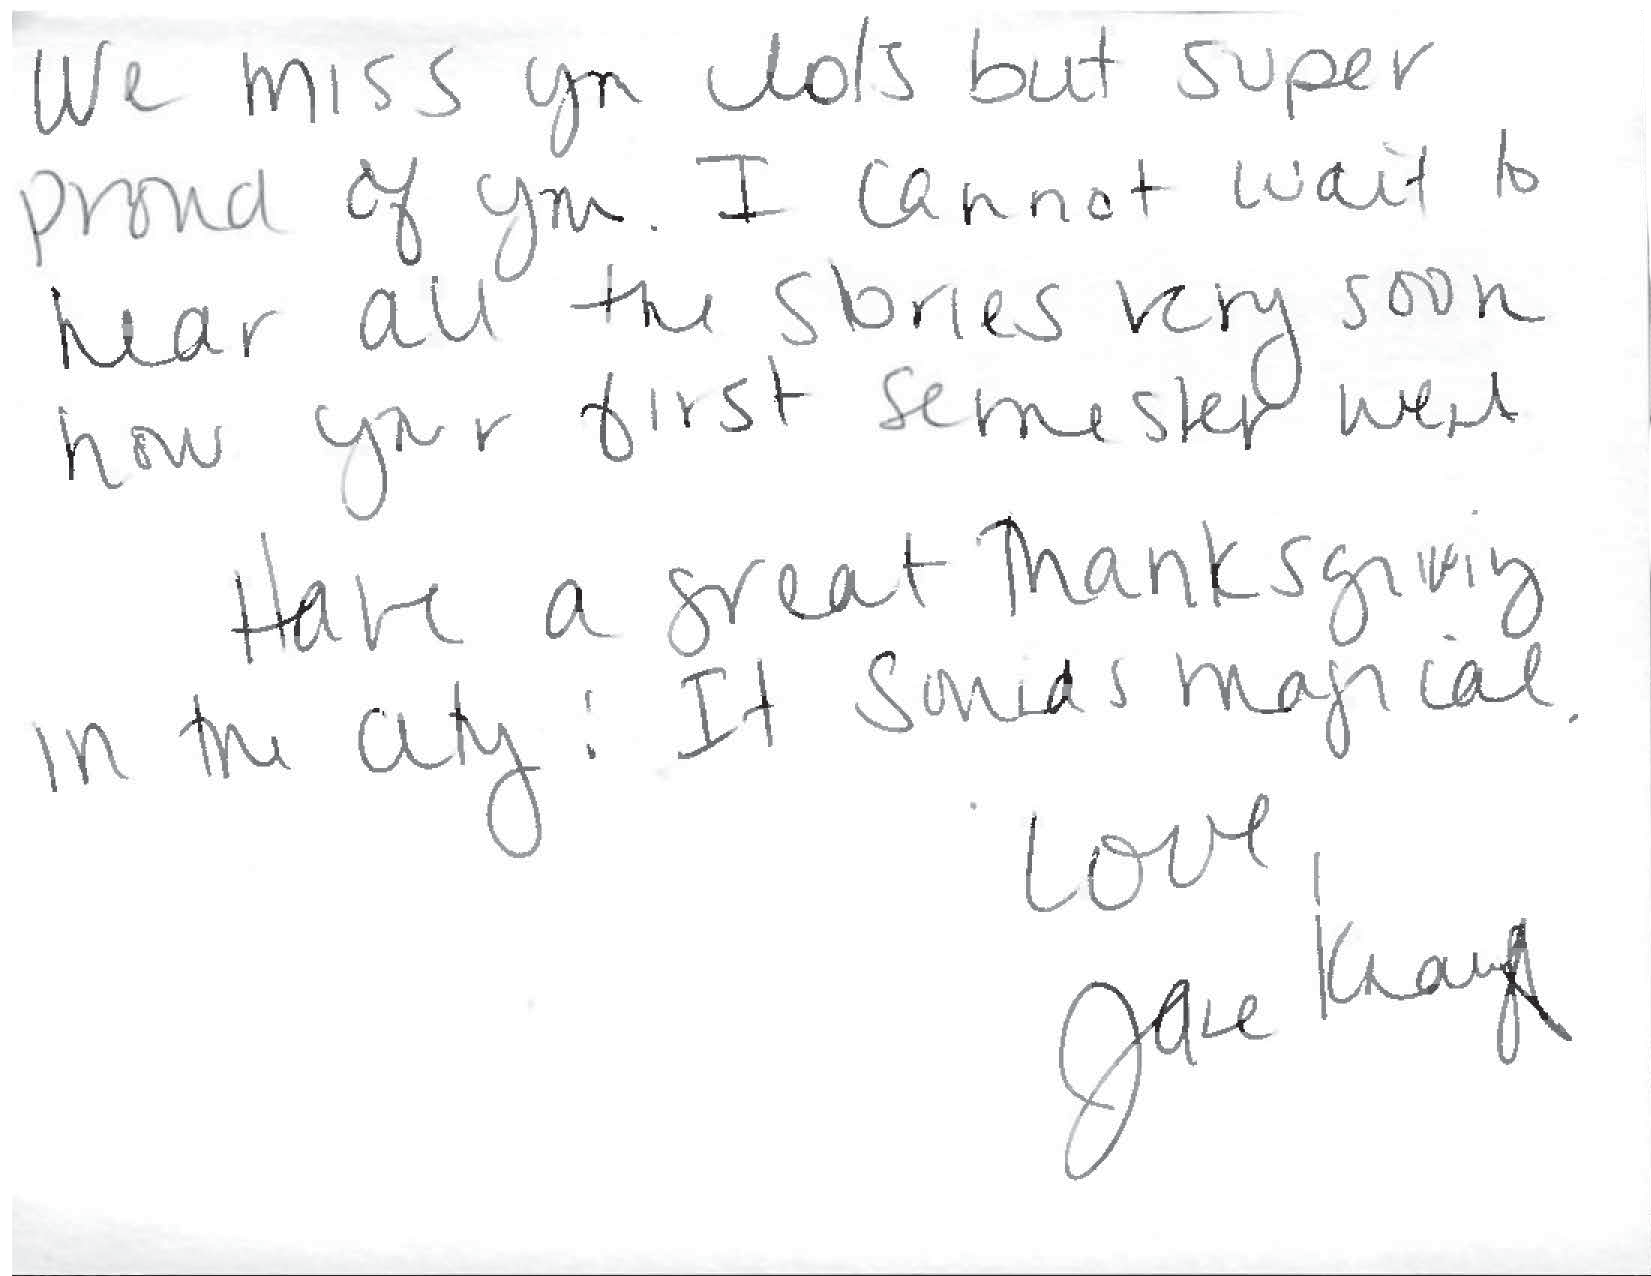 We miss you lots but super
proud of you. I cannot wait to
hear all the stories very soon
how your first semester went
Have a great Thanksgiving
in the city! It sounds magical.
Love,
Jane